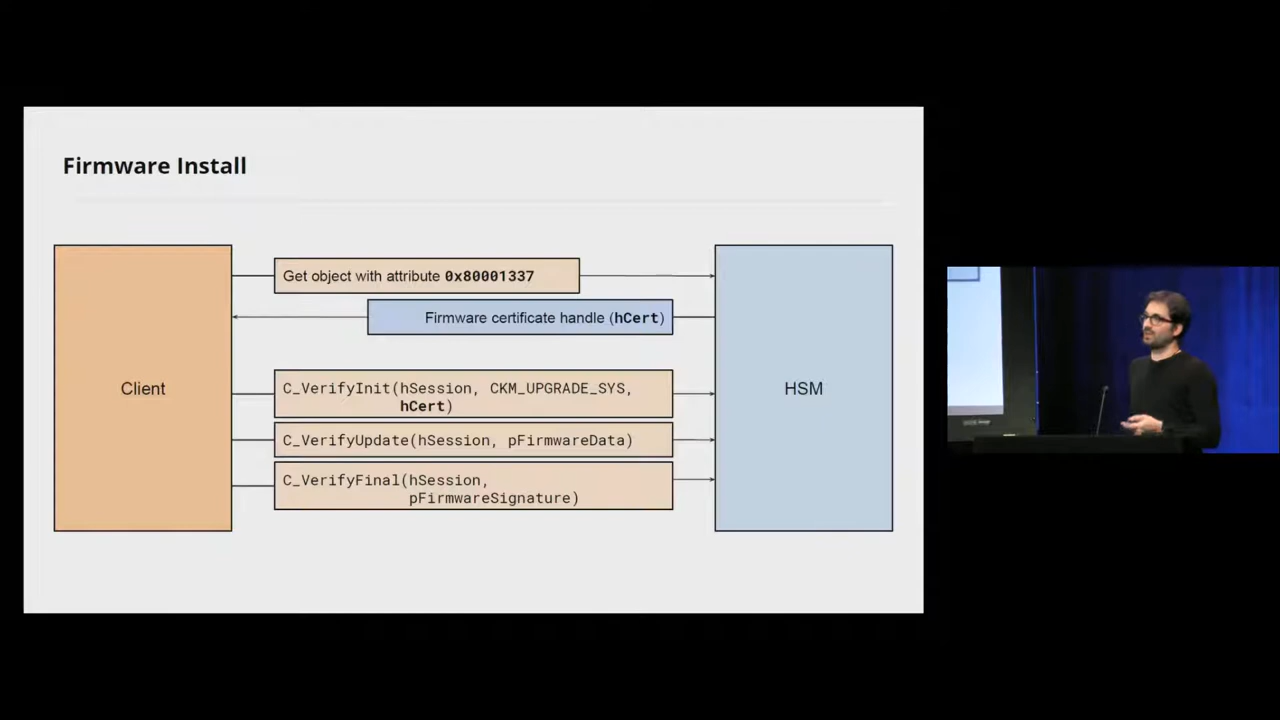 Firmware Install
Get object with attribute 0x80001337
Firmware certificate handle (hCert)
Client
HSM
C_VerifyInit(hSession, CKM_UPGRADE_SYS,
hCert)
C_VerifyUpdate(hSession, pFirmwareData)
C_VerifyFinal(hSession,
pFirmwareSignature)